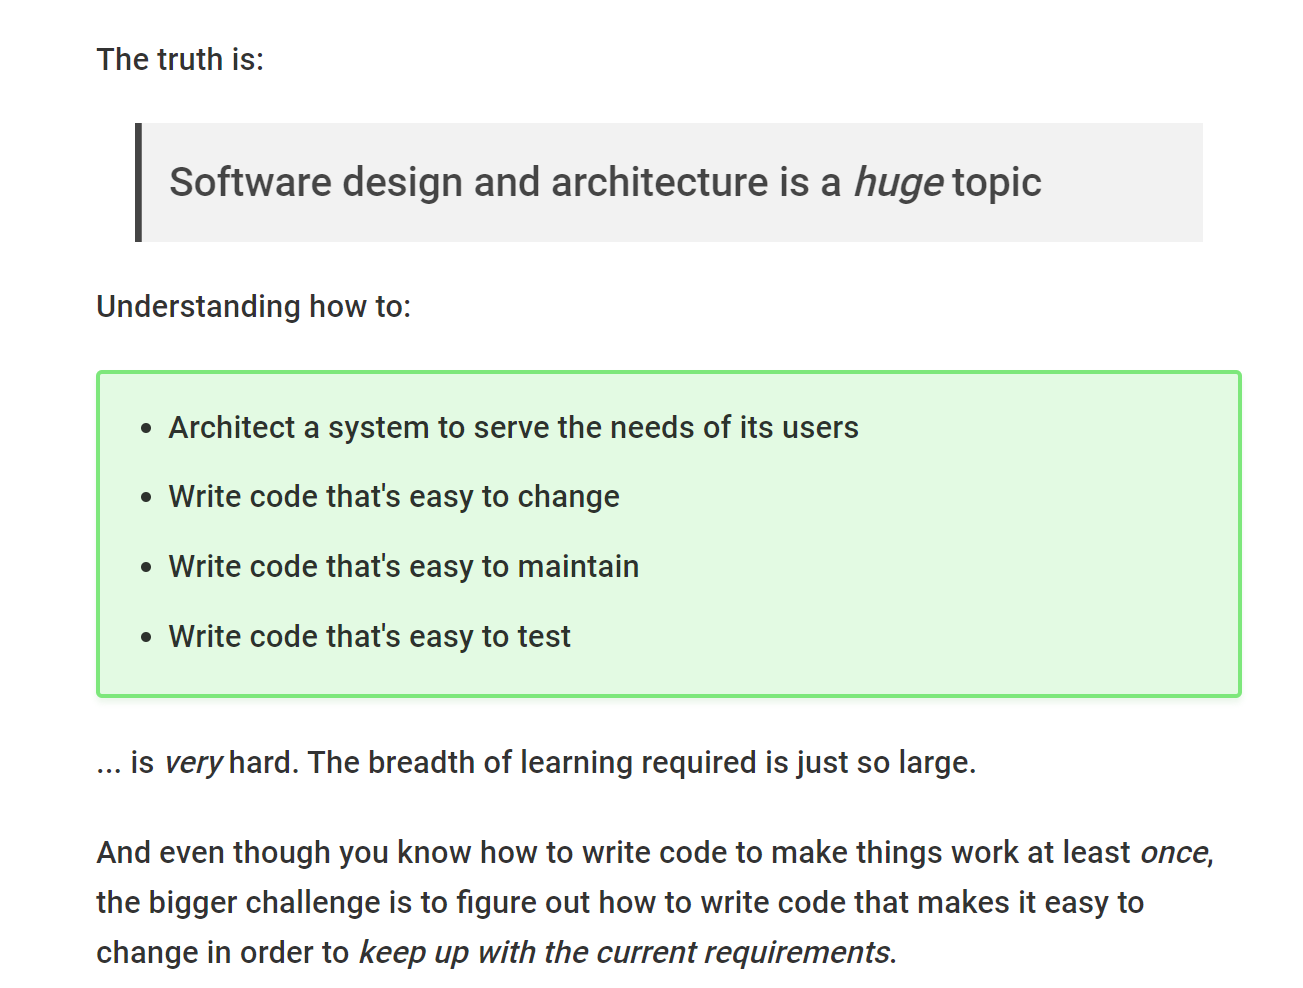 The truth is:
Software design and architecture is a huge topic
Understanding how to:
• Architect a system to serve the needs of its users
• Write code that's easy to change
• Write code that's easy to maintain
• Write code that's easy to test
... is very hard. The breadth of learning required is just so large.
And even though you know how to write code to make things work at least once,
the bigger challenge is to figure out how to write code that makes it easy to
change in order to keep up with the current requirements.